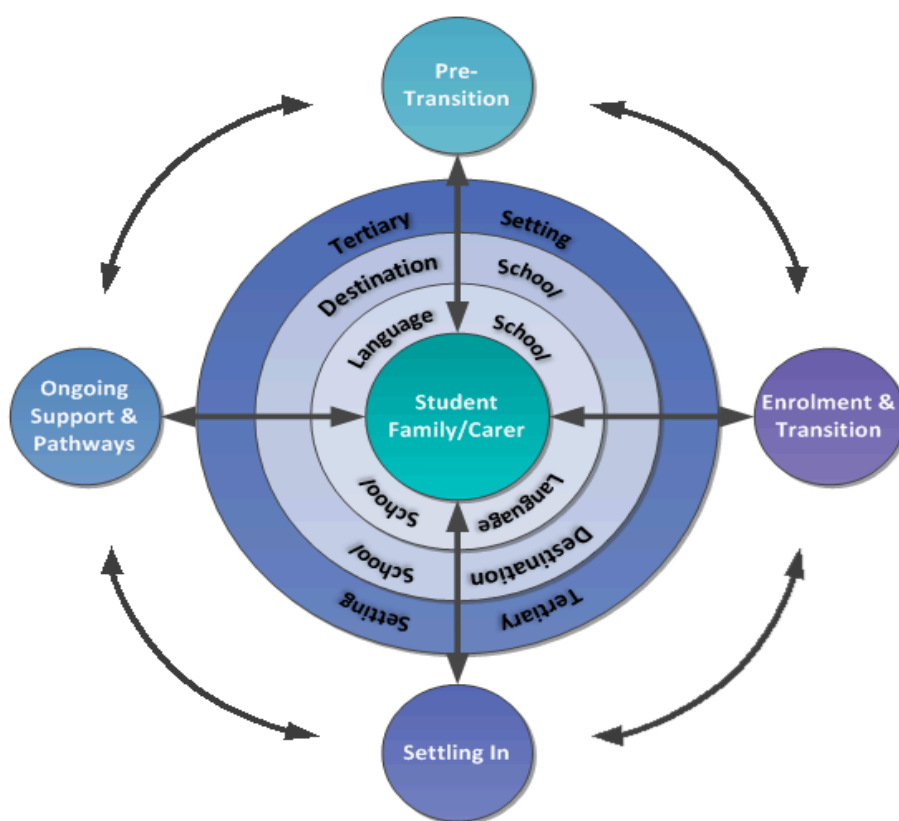 Pre-
Transition
Tertiary Setting
Destination School
Language School
Ongoing
Support &
Pathways
Student
Family/Carer
Enrolment &
Transition
School Language
School Destination
Setting Tertiary
Settling In